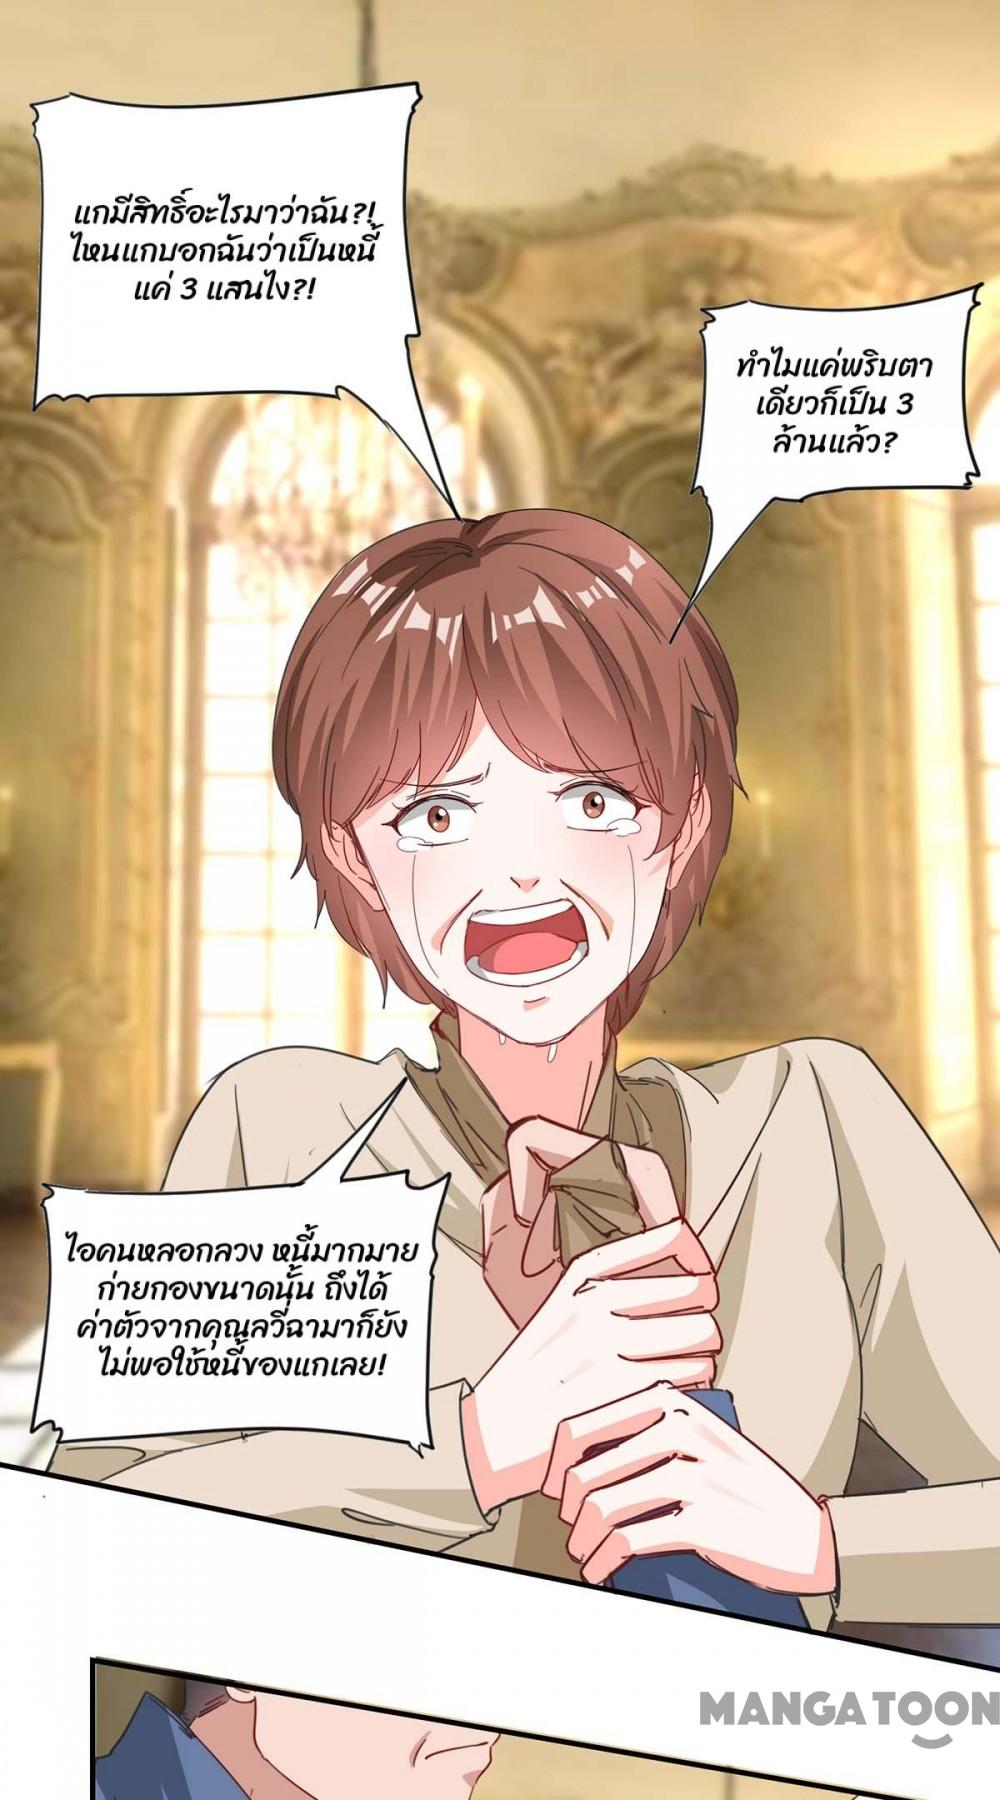 แกมีสิทธิ์อะไรมาว่าฉัน?!
ไหนแกบอกฉันว่าเป็นหนี้
แค่ 3 แสนไง?!
ทำไมแค่พริบตา
เดียวก็เป็น 3
ล้านแล้ว?
ไอคนหลอกลวง หนี้มากมาย
ก่ายกองขนาดนั้น ถึงได้
ค่าตัวจากคุณลวี่ฉามาก็ยัง
ไม่พอใช้หนี้ของแกเลย!
MANGATOON